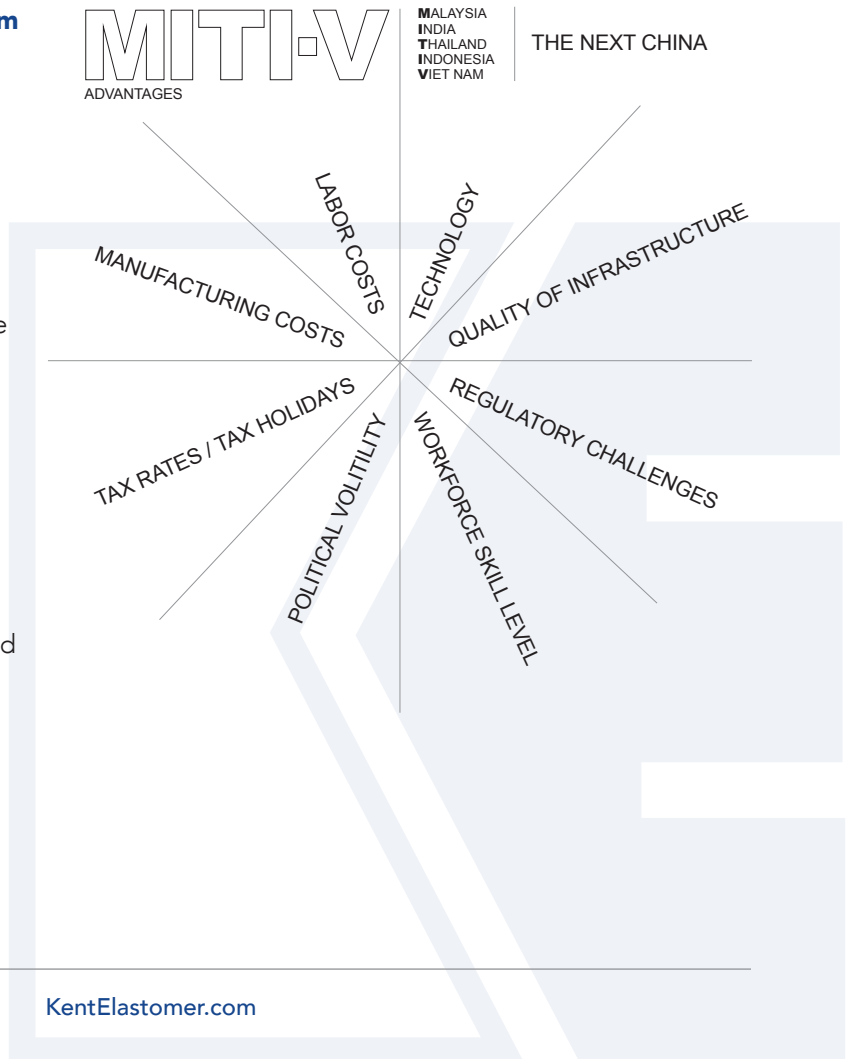 m
MITI·V
ADVANTAGES
MALAYSIA
INDIA
THAILAND
INDONESIA
VIET NAM
THE NEXT CHINA
LABOR COSTS
TECHNOLOGY
MANUFACTURING COSTS
QUALITY OF INFRASTRUCTURE
e
TAX RATES / TAX HOLIDAYS
REGULATORY CHALLENGES
POLITICAL VOLITILITY
WORKFORCE SKILL LEVEL
d
KentElastomer.com